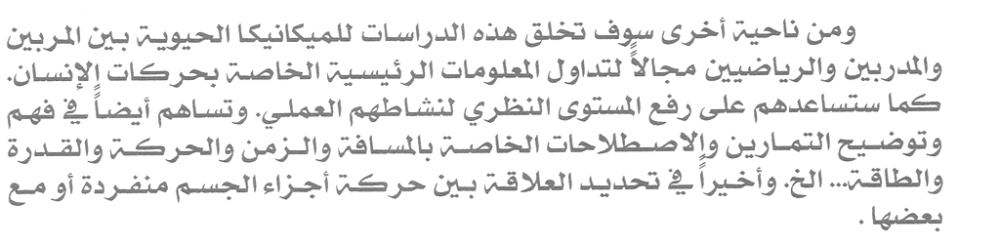 ومن ناحية أخرى سوف تخلق هذه الدراسات للميكانيكا الحيوية بين المربين
والمدربين والرياضيين مجالاً لتداول المعلومات الرئيسية الخاصة بحركات الإنسان.
كما ستساعدهم على رفع المستوى النظري لنشاطهم العملي. وتساهم أيضاً في فهم
وتوضيح التمارين والاصطلاحات الخاصة بالمسافة والزمن والحركة والقدرة
والطاقة... الخ. وأخيراً في تحديد العلاقة بين حركة أجزاء الجسم منفردة أو مع
بعضها .